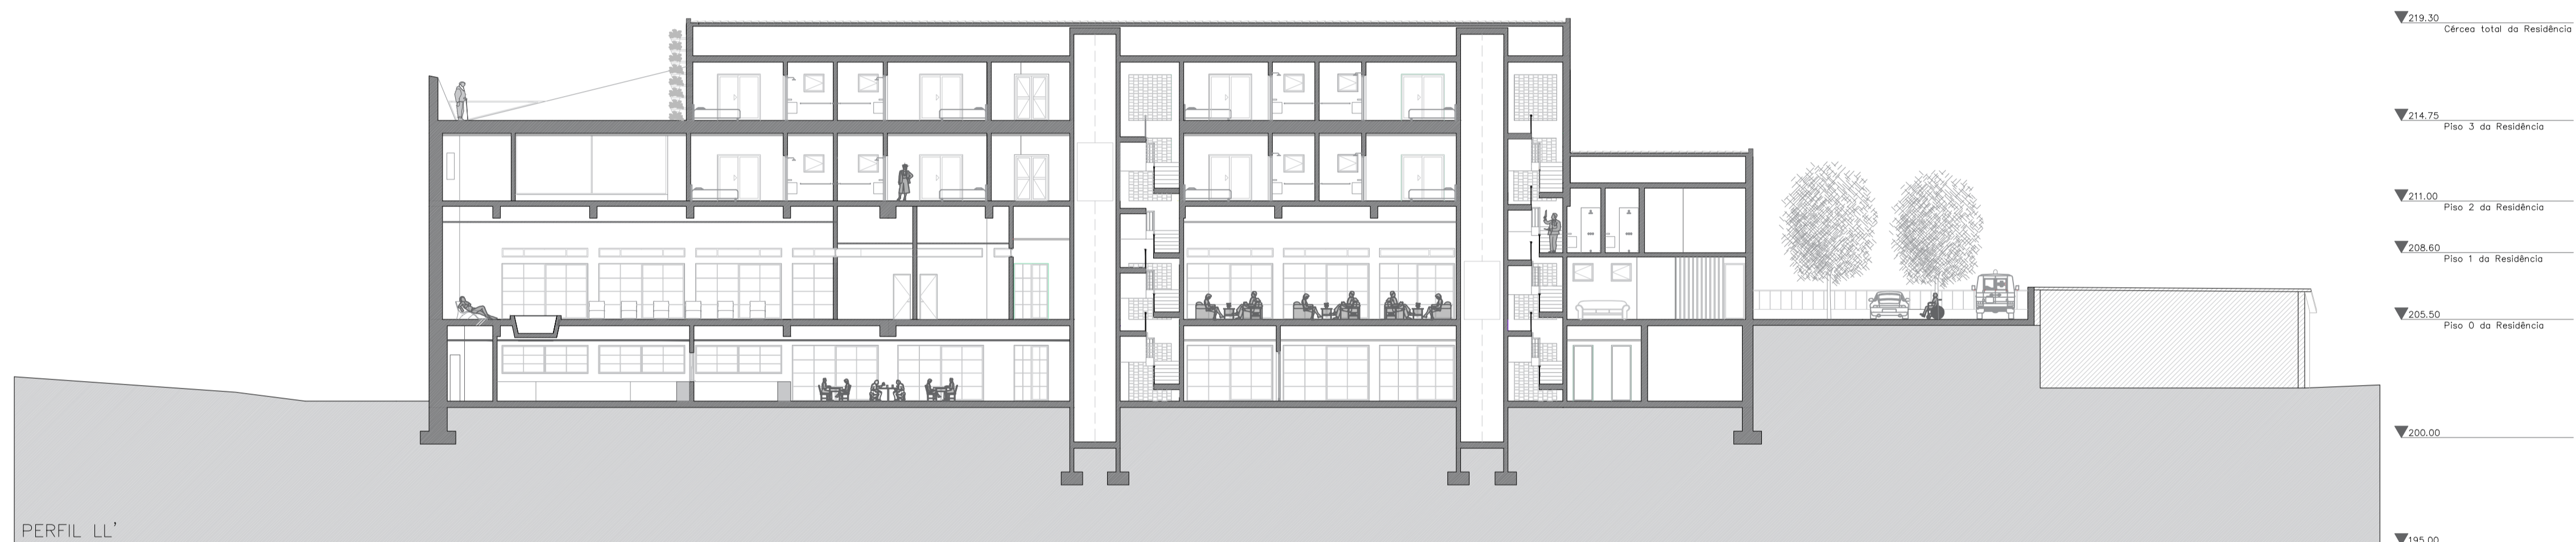 219.30
Cércea total da Residência
214.75
Piso 3 da Residência
211.00
Piso 2 da Residência
208.60
Piso 1 da Residência
205.50
Piso 0 da Residência
200.00
PERFIL LL'
195.00